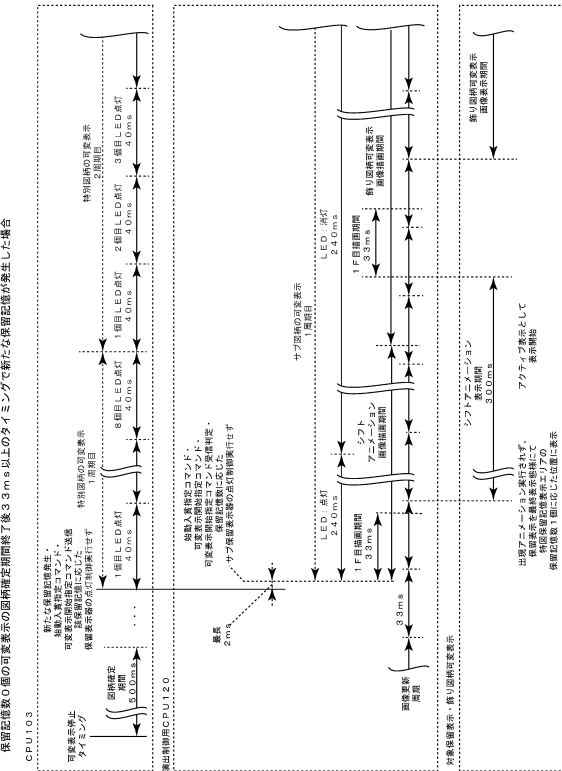 保留記憶数0個の可変表示の図柄確定期間終了後33ms以上のタイミングで新たな保留記憶が発生した場合
CPU103
可変表示停止
タイミング
図柄確定
期間
500ms
・・・
新たな保留記憶発生・
始動入賞指定コマンド・
可変表示開始指定コマンド送信
該保留記憶に応じた
保留表示器の点灯制御実行せず
特別図柄の可変表示
1周期目
1個目LED点灯
40ms
8個目LED点灯
40ms
特別図柄の可変表示
2周期目
1個目LED点灯
40ms
2個目LED点灯
40ms
3個目LED点灯
40ms
演出制御用CPU120
最長
2ms
始動入賞指定コマンド・
可変表示開始指定コマンド・
可変表示開始指定コマンド受信判定・
保留記憶数に応じた
サブ保留表示器の点灯制御実行せず
サブ図柄の可変表示
1周期目
LED:点灯
240ms
LED:消灯
240ms
1F目描画期間
33ms
シフト
アニメーション
画像描画期間
1F目描画期間
33ms
飾り図柄可変表示
画像描画期間
画像更新
周期
33ms
対象保留表示・飾り図柄可変表示
出現アニメーション実行されず、
保留表示を最終表示態様にて
特図保留記憶表示エリアの
保留記憶数1個に応じた位置に表示
シフトアニメーション
表示期間
300ms
アクティブ表示として
表示開始
飾り図柄可変表示
画像表示期間